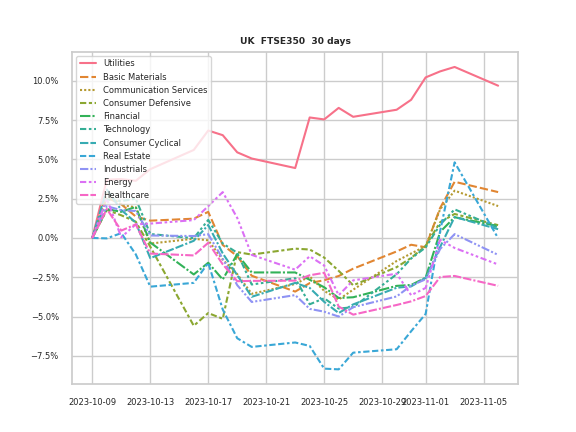 UK  FTSE350  30 days
10.0%
7.5%
5.0%
2.5%
0.0%
−2.5%
−5.0%
−7.5%
Utilities
Basic Materials
Communication Services
Consumer Defensive
Financial
Technology
Consumer Cyclical
Real Estate
Industrials
Energy
Healthcare
2023-10-09
2023-10-13
2023-10-17
2023-10-21
2023-10-25
2023-10-29
2023-11-01
2023-11-05